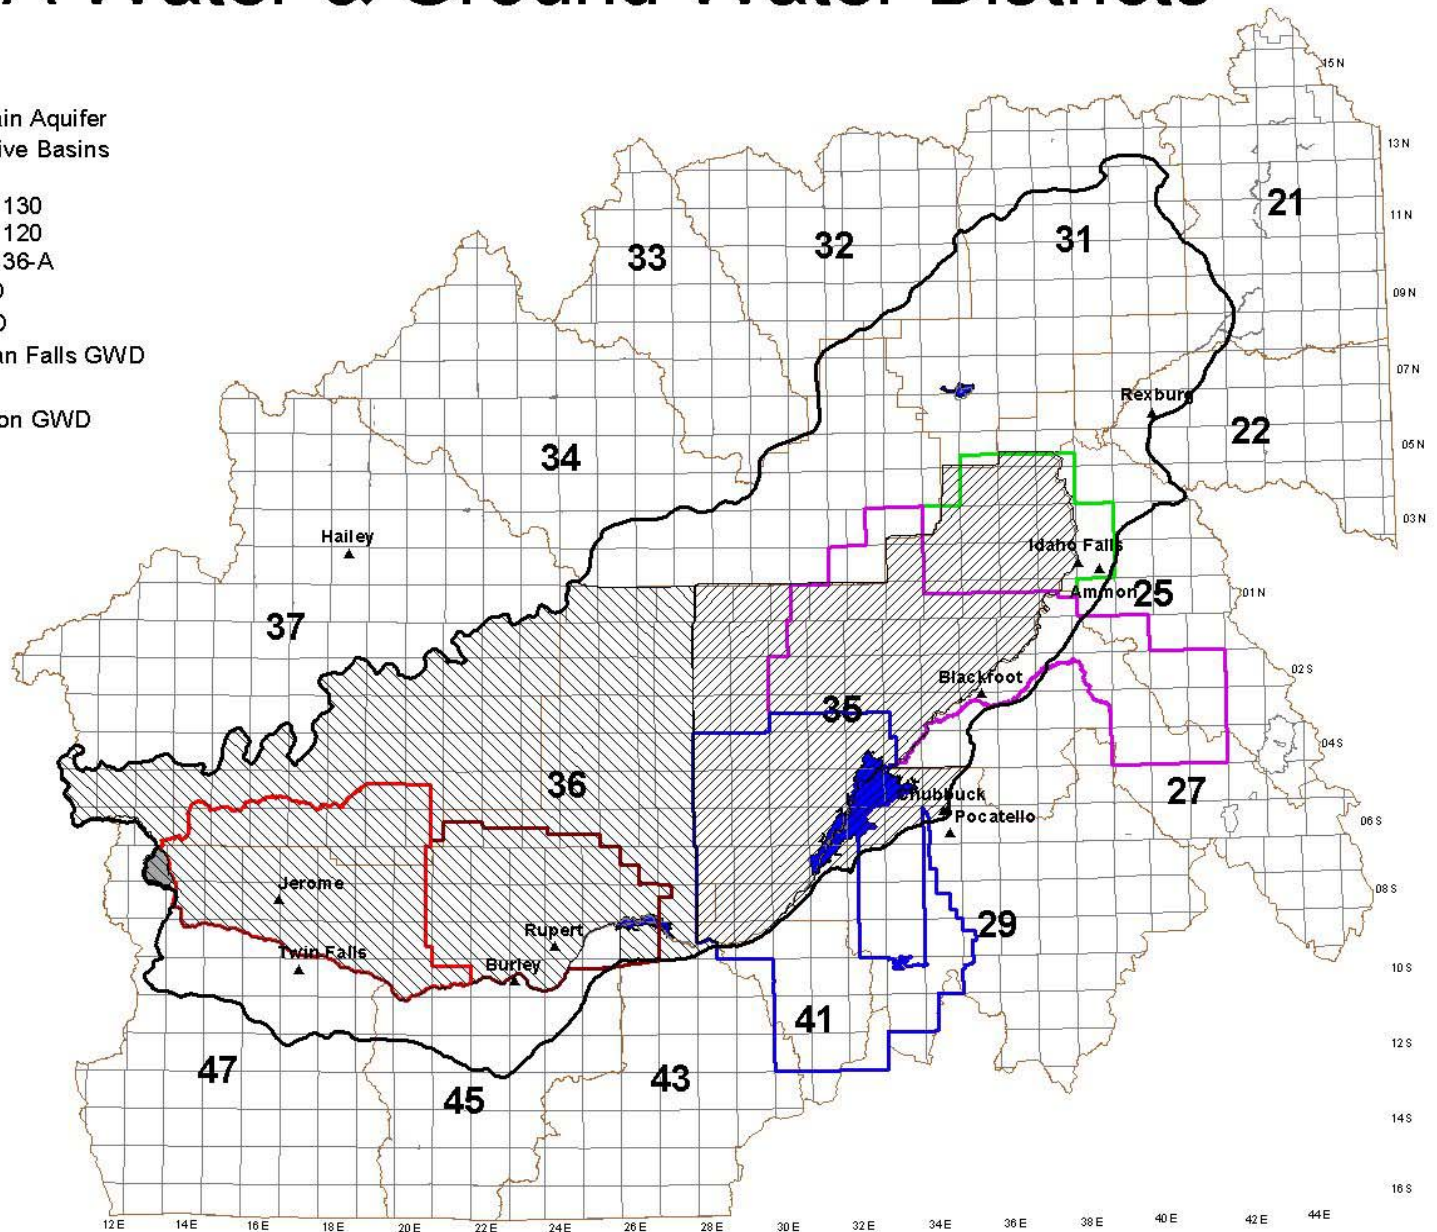 A Water & Ground Water Districts
ain Aquifer
ive Basins
130
120
36-A
D
D
an Falls GWD
on GWD
15 N
13 N
21
11 N
33
32
31
09 N
07 N
Rexburg
22
05 N
34
03 N
Hailey
Idaho Falls
Ammon
25
01 N
37
02 S
Blackfoot
35
04 S
36
27
Chubbuck
Pocatello
06 S
Jerome
08 S
29
Rupert
Twin Falls
Burley
10 S
41
12 S
47
43
45
14 S
16 S
12 E 14 E 16 E 18 E 20 E 22 E 24 E 26 E 28 E 30 E 32 E 34 E 36 E 38 E 40 E 42 E 44 E